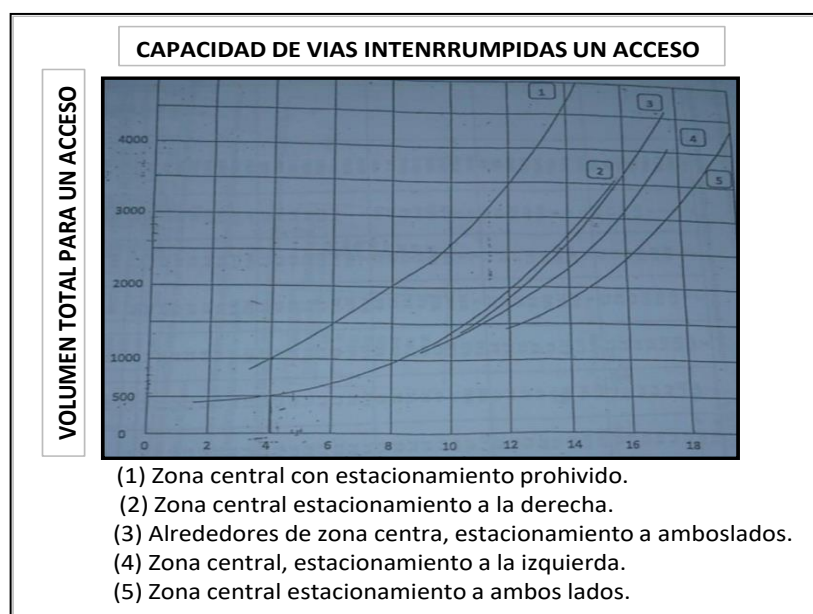 CAPACIDAD DE VIAS INTENRRUMPIDAS UN ACCESO
VOLUMEN TOTAL PARA UN ACCESO
1
3
4000
4
2
5
3000
2000
1000
500
0
0 2 4 6 8 10 12 14 16 18
(1) Zona central con estacionamiento prohivido.
(2) Zona central estacionamiento a la derecha.
(3) Alrededores de zona centra, estacionamiento a amboslados.
(4) Zona central, estacionamiento a la izquierda.
(5) Zona central estacionamiento a ambos lados.